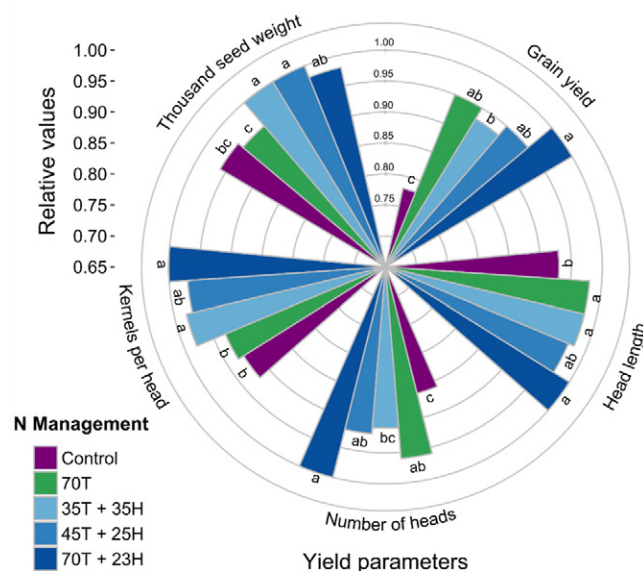 Thousand seed weight
Grain yield
Head length
Number of heads
Kernels per head
Relative values
1.00 -
0.95 -
0.90 -
0.85 -
0.80 -
0.75 -
0.70 -
0.65 -
1.00
0.95
0.90
0.85
0.80
0.75
c
ab
b
ab
a
b
a
a
ab
a
c
ab
bc
ab
a
b
b
a
ab
a
bc
c
a
a
ab
N Management
Control
70T
35T + 35H
45T + 25H
70T + 23H
Yield parameters